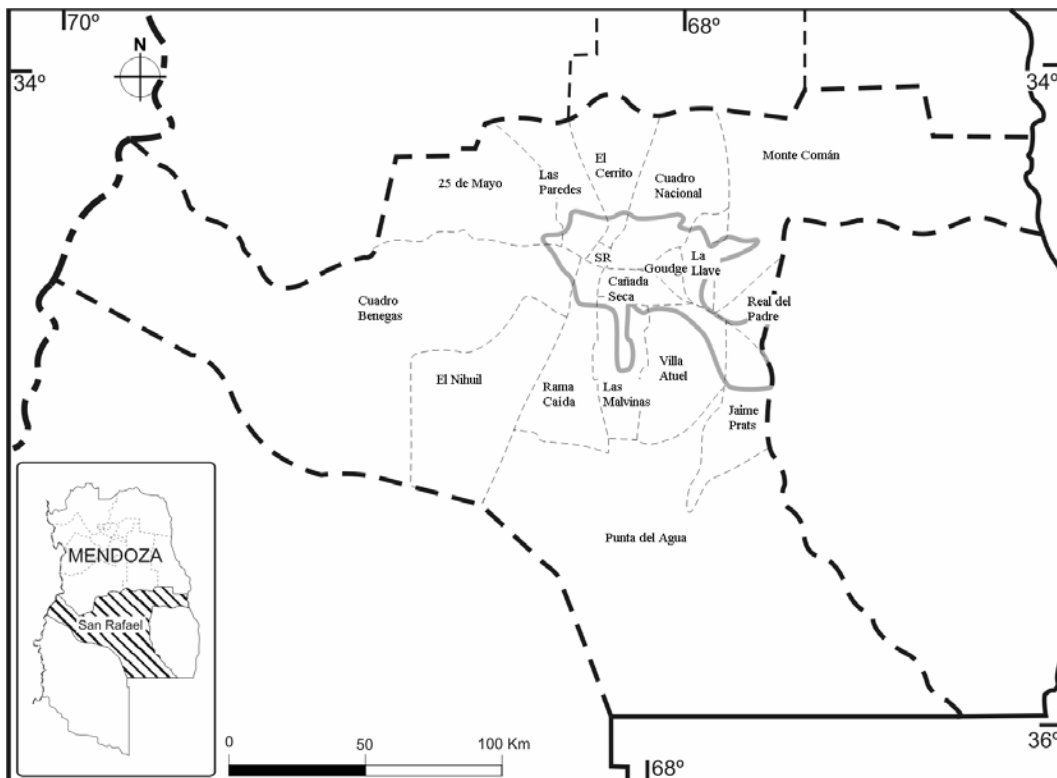 70º
68º
N
34º
34º
El
Cerrito
Monte Comán
Las
Paredes
25 de Mayo
Cuadro
Nacional
SR
Goudge
La
Llave
Cañada
Seca
Cuadro
Benegas
Real del
Padre
Villa
Atuel
El Nihuil
Rama
Caída
Las
Malvinas
Jaime
Prats
Punta del Agua
MENDOZA
San Rafael
36º
0
50
100 Km
68º